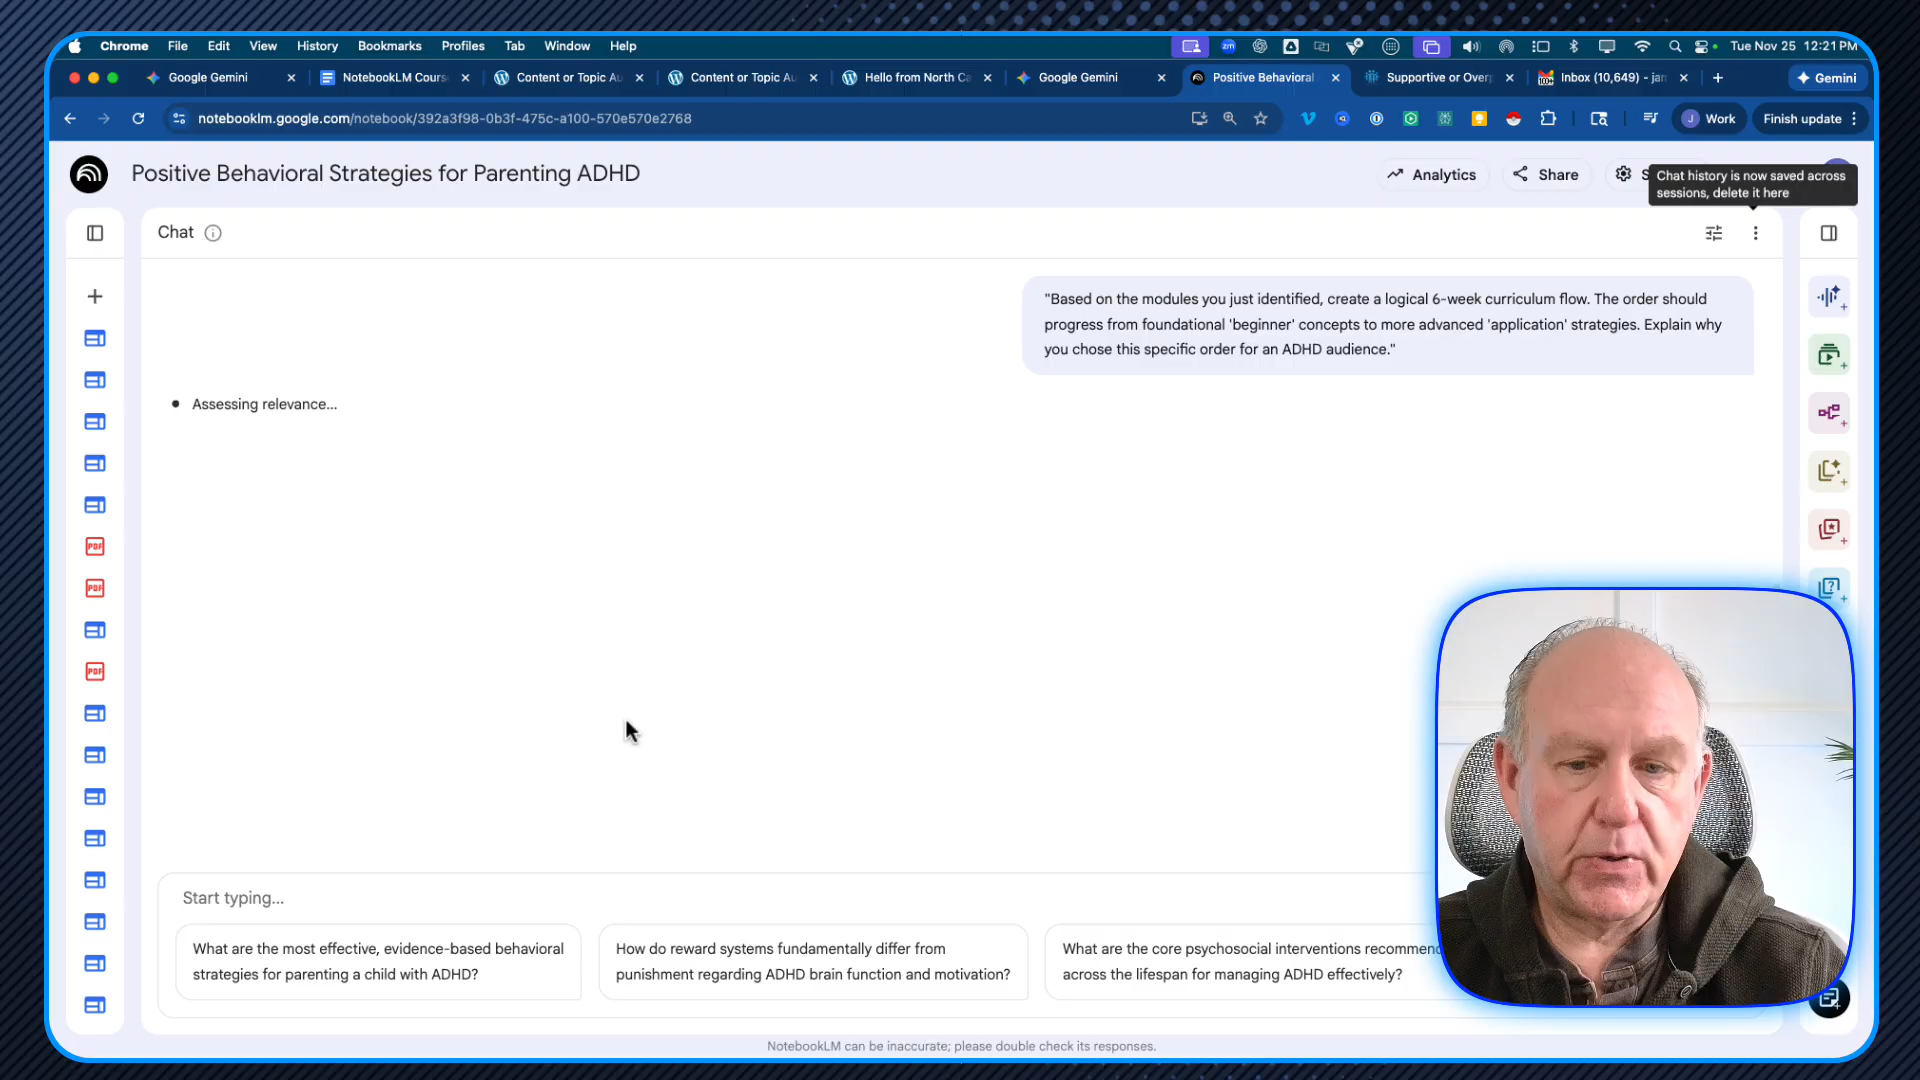 Chrome File Edit View History Bookmarks Profiles Tab Window Help
zm
Tue Nov 25 12:21 PM
Google Gemini
NotebookLM Cours
Content or Topic Au
Content or Topic Au
Hello from North Ca
Google Gemini
Positive Behavioral
Supportive or Over
Inbox (10,649) - jan
Gemini
notebooklm.google.com/notebook/392a3f98-0b3f-475c-a100-570e570e2768
J Work
Finish update
Positive Behavioral Strategies for Parenting ADHD
Analytics
Share
S
Chat history is now saved across
sessions, delete it here
Chat
"Based on the modules you just identified, create a logical 6-week curriculum flow. The order should
progress from foundational 'beginner' concepts to more advanced 'application' strategies. Explain why
you chose this specific order for an ADHD audience."
Assessing relevance...
PDF
PDF
PDF
Start typing...
What are the most effective, evidence-based behavioral
strategies for parenting a child with ADHD?
How do reward systems fundamentally differ from
punishment regarding ADHD brain function and motivation?
What are the core psychosocial interventions recommen
across the lifespan for managing ADHD effectively?
NotebookLM can be inaccurate; please double check its responses.